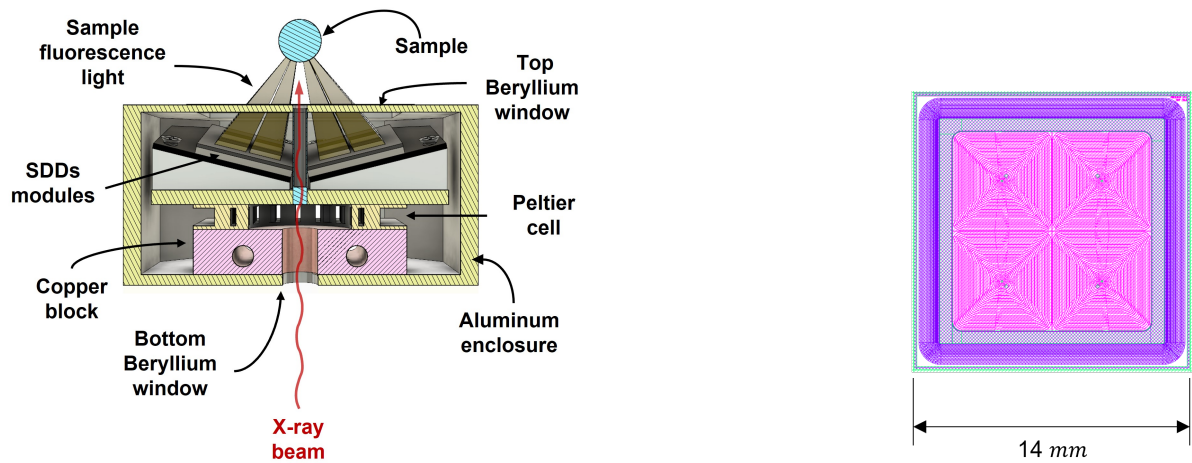 Sample
fluorescence
light
Sample
Top
Beryllium
window
SDDs
modules
Peltier
cell
Copper
block
Aluminum
enclosure
Bottom
Beryllium
window
X-ray
beam
14 mm